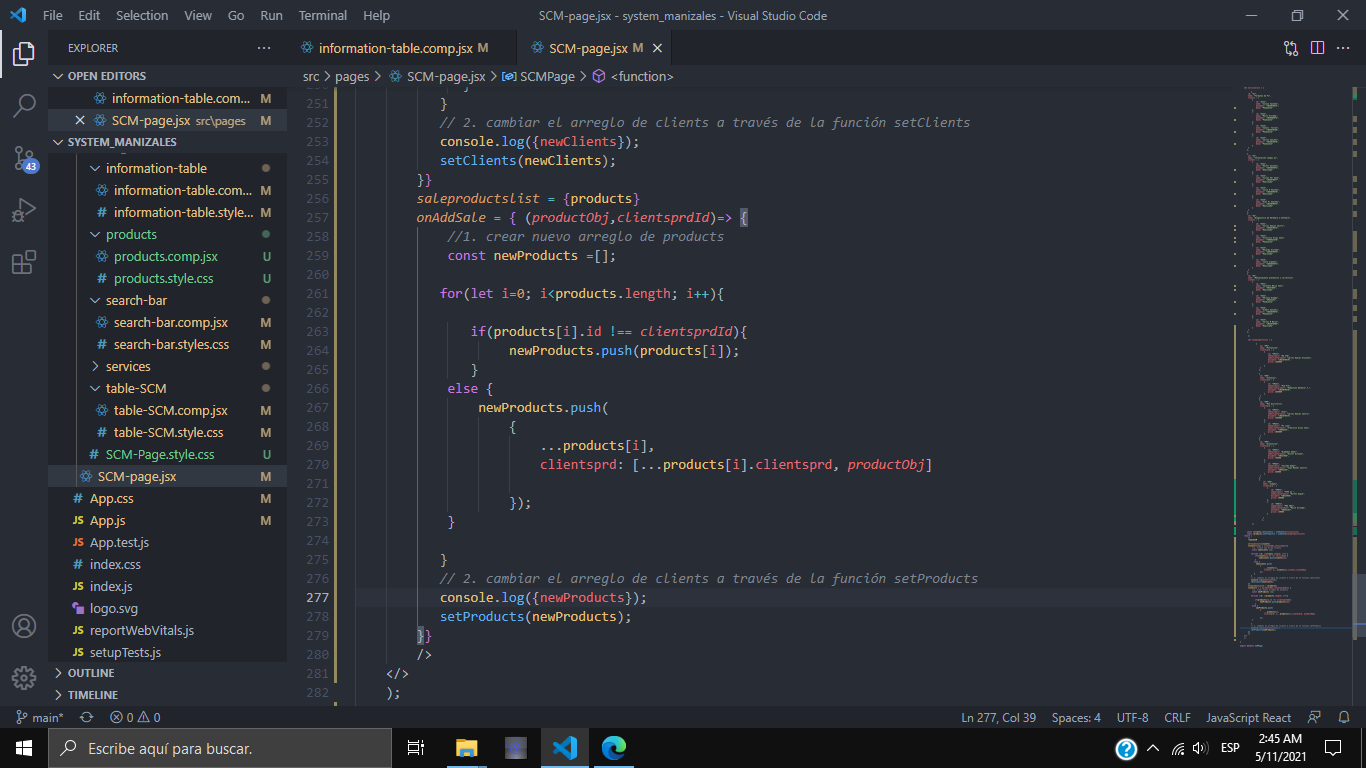 File Edit Selection View Go Run Terminal Help SCM-page.jsx - system_manizales - Visual Studio Code
EXPLORER
information-table.comp.jsx M
SCM-page.jsx M
OPEN EDITORS
src > pages > SCM-page.jsx > SCMPage > <function>
information-table.com... M
SCM-page.jsx src\pages M
SYSTEM_MANIZALES
information-table
information-table.com... M
# information-table.style... M
products
products.comp.jsx U
# products.style.css U
search-bar
search-bar.comp.jsx M
# search-bar.styles.css M
services
table-SCM
table-SCM.comp.jsx M
# table-SCM.style.css M
# SCM-Page.style.css U
SCM-page.jsx M
# App.css M
JS App.js M
JS App.test.js
# index.css
JS index.js
logo.svg
JS reportWebVitals.js
JS setupTests.js
OUTLINE
TIMELINE
43
251 }
252 // 2. cambiar el arreglo de clients a través de la función setClients
253 console.log({newClients});
254 setClients(newClients);
255 }}
256 saleproductslist = {products}
257 onAddSale = { (productObj,clientsprdId)=> {
258 //1. crear nuevo arreglo de products
259 const newProducts =[];
260
261 for(let i=0; i<products.length; i++){
262
263 if(products[i].id !== clientsprdId){
264 newProducts.push(products[i]);
265 }
266 else {
267 newProducts.push(
268 {
269 ...products[i],
270 clientsprd: [...products[i].clientsprd, productObj]
271
272 });
273 }
274
275 }
276 // 2. cambiar el arreglo de clients a través de la función setProducts
277 console.log({newProducts});
278 setProducts(newProducts);
279 }}
280 />
281 </>
282 );
main* 0 0 Ln 277, Col 39 Spaces: 4 UTF-8 CRLF JavaScript React
Escribe aquí para buscar.
ESP
2:45 AM
5/11/2021